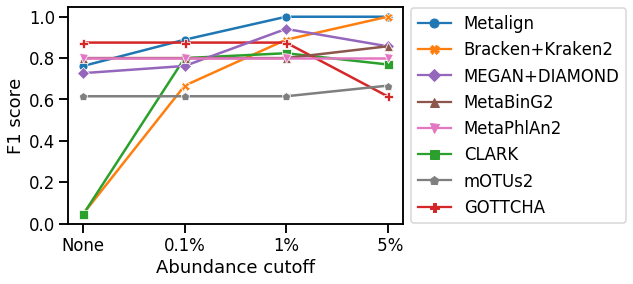 F1 score
1.0
0.8
0.6
0.4
0.2
0.0
None 0.1% 1% 5%
Abundance cutoff
Metalign
Bracken+Kraken2
MEGAN+DIAMOND
MetaBinG2
MetaPhlAn2
CLARK
mOTUs2
GOTTCHA